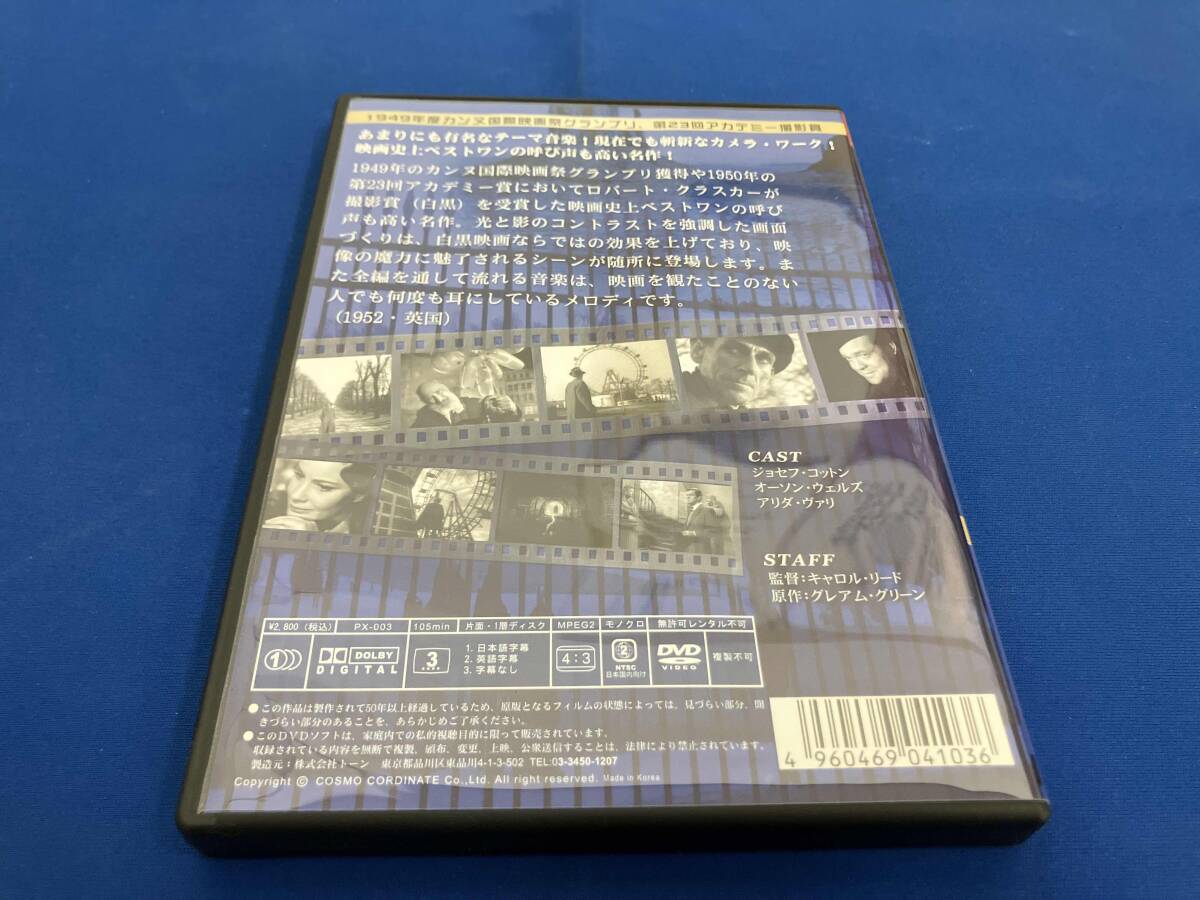 1949年度カンヌ国際映画祭グランプリ、第23回アカデミー撮影賞
あまりにも有名なテーマ音楽！現在でも斬新なカメラ・ワーク！
映画史上ベストワンの呼び声も高い名作！
1949年のカンヌ国際映画祭グランプリ獲得や1950年の
第23回アカデミー賞においてロバート・クラスカーが
撮影賞（白黒）を受賞した映画史上ベストワンの呼び
声も高い名作。光と影のコントラストを強調した画面
づくりは、白黒映画ならではの効果を上げており、映
像の魔力に魅了されるシーンが随所に登場します。ま
た全編を通して流れる音楽は、映画を観たことのない
人でも何度も耳にしているメロディです。
(1952・英国)
CAST
ジョセフ・コットン
オーソン・ウェルズ
アリダ・ヴァリ
STAFF
監督:キャロル・リード
原作:グレアム・グリーン
¥2,800（税込） PX-003 105min 片面・1層ディスク MPEG2 モノクロ 無許可レンタル不可
1 DOLBY DIGITAL 3 1. 日本語字幕 2. 英語字幕 3. 字幕なし 4:3 2 NTSC 日本国内向け DVD VIDEO 複製不可
●この作品は製作されて50年以上経過しているため、原版となるフィルムの状態によっては、見づらい部分、聞
きづらい部分のあることを、あらかじめご了承ください。
●このDVDソフトは、家庭内での私的視聴目的に限って販売されています。
収録されている内容を無断で複製、頒布、変更、上映、公衆送信することは、法律により禁止されています。
製造元：株式会社トーン 東京都品川区東品川4-1-3-502 TEL:03-3450-1207
Copyright © COSMO CORDINATE Co.,Ltd. All right reserved. Made in Korea
4 960469 041036